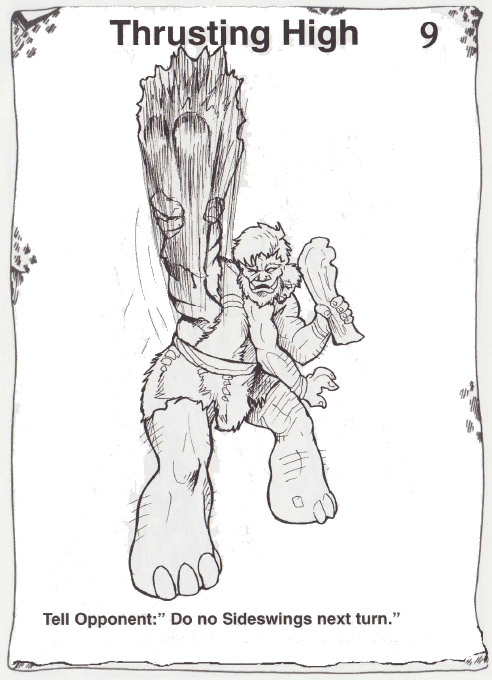 Thrusting High 9
Tell Opponent:” Do no Sideswings next turn.”